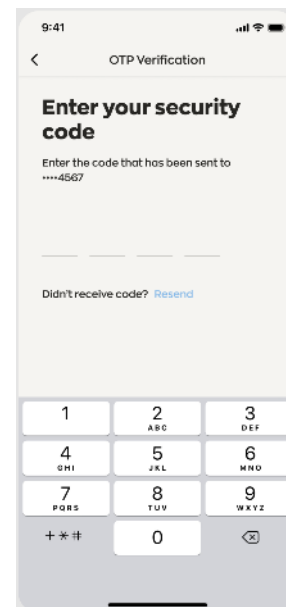 9:41
OTP Verification
Enter your security
code
Enter the code that has been sent to
····4567
Didn't receive code? Resend
1 2 3
ABC DEF
4 5 6
GHI JKL MNO
7 8 9
PQRS TUV WXYZ
+*# 0